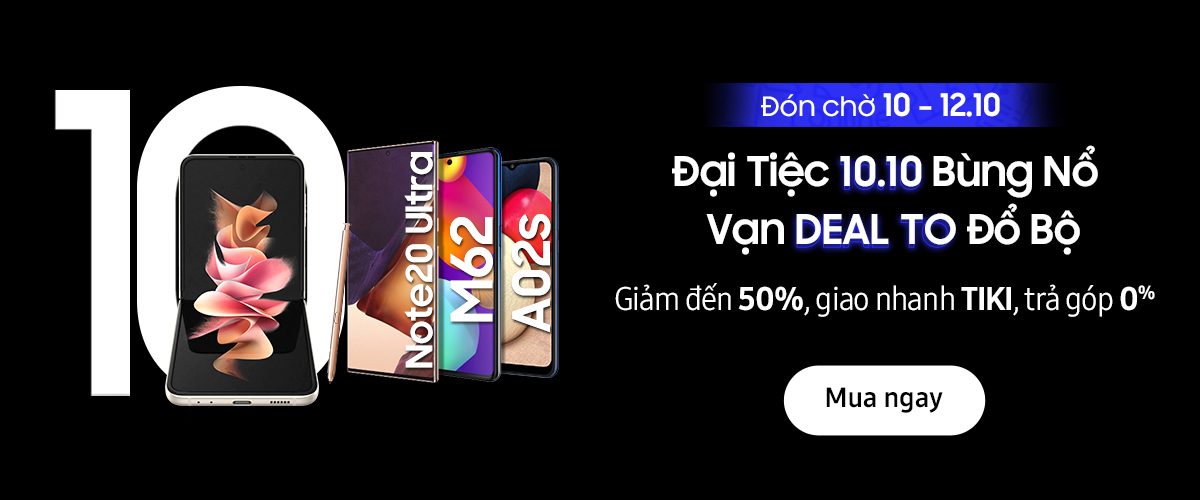 10
Note20 Ultra
M62
A02s
Đón chờ 10 - 12.10
Đại Tiệc 10.10 Bùng Nổ
Vạn DEAL TO Đổ Bộ
Giảm đến 50%, giao nhanh TIKI, trả góp 0%
Mua ngay